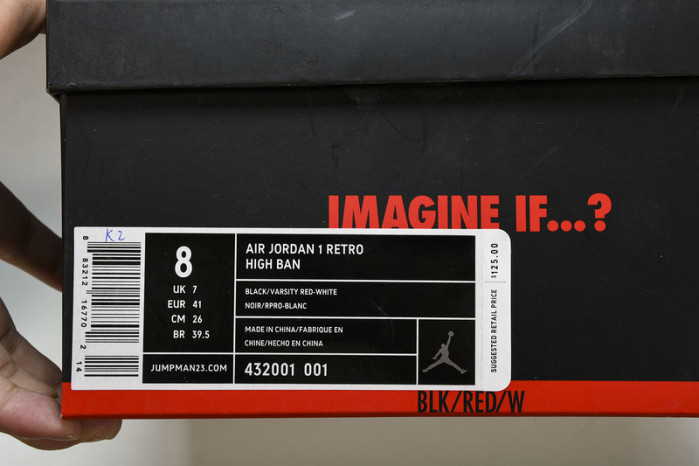 IMAGINE IF...?
K2
8 83212 16770 2 14
8
UK 7
EUR 41
CM 26
BR 39.5
JUMPMAN23.COM
AIR JORDAN 1 RETRO
HIGH BAN
BLACK/VARSITY RED-WHITE
NOIR/RPRO-BLANC
MADE IN CHINA/FABRIQUE EN
CHINE/HECHO EN CHINA
432001 001
SUGGESTED RETAIL PRICE $125.00
BLK/RED/W